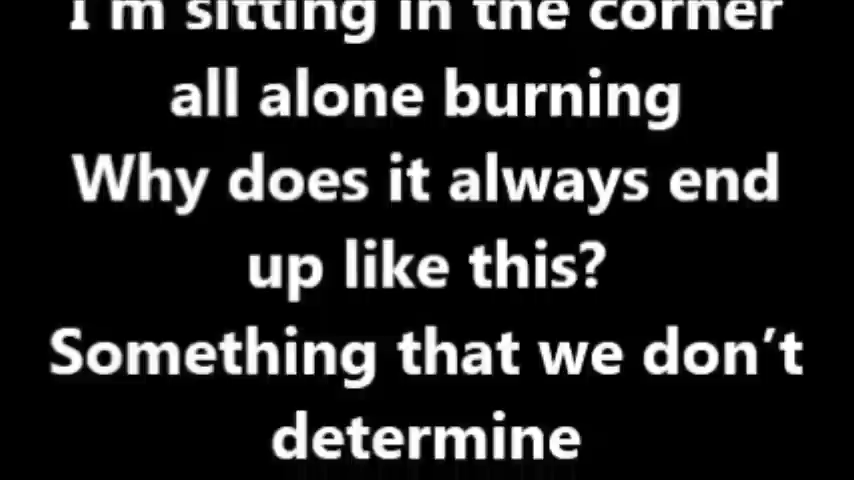 I'm sitting in the corner
all alone burning
Why does it always end
up like this?
Something that we don’t
determine